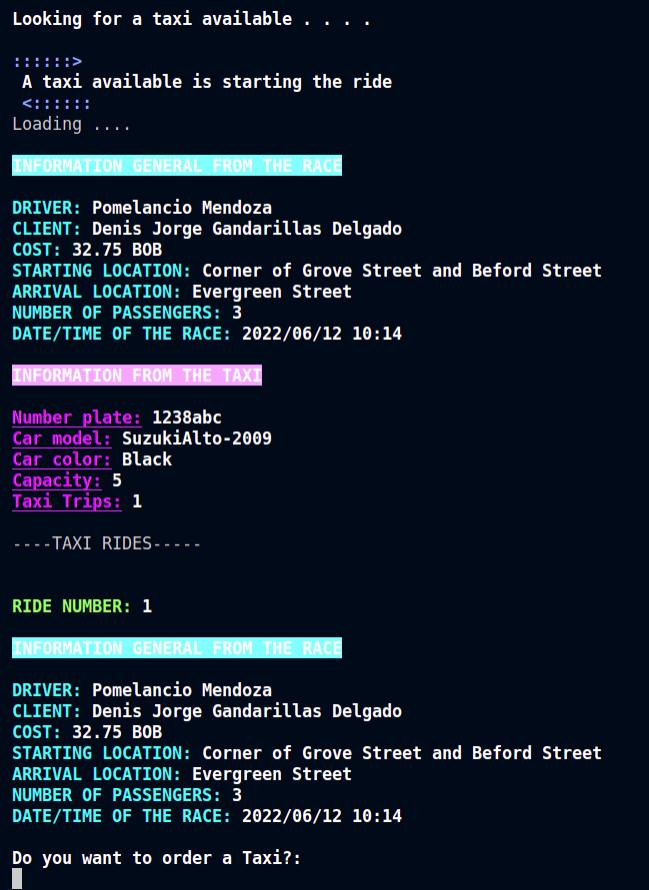 Looking for a taxi available . . . .
::::::>
A taxi available is starting the ride
<::::::
Loading ....
INFORMATION GENERAL FROM THE RACE
DRIVER: Pomelancio Mendoza
CLIENT: Denis Jorge Gandarillas Delgado
COST: 32.75 BOB
STARTING LOCATION: Corner of Grove Street and Beford Street
ARRIVAL LOCATION: Evergreen Street
NUMBER OF PASSENGERS: 3
DATE/TIME OF THE RACE: 2022/06/12 10:14
INFORMATION FROM THE TAXI
Number plate: 1238abc
Car model: SuzukiAlto-2009
Car color: Black
Capacity: 5
Taxi Trips: 1
----TAXI RIDES-----
RIDE NUMBER: 1
INFORMATION GENERAL FROM THE RACE
DRIVER: Pomelancio Mendoza
CLIENT: Denis Jorge Gandarillas Delgado
COST: 32.75 BOB
STARTING LOCATION: Corner of Grove Street and Beford Street
ARRIVAL LOCATION: Evergreen Street
NUMBER OF PASSENGERS: 3
DATE/TIME OF THE RACE: 2022/06/12 10:14
Do you want to order a Taxi?: